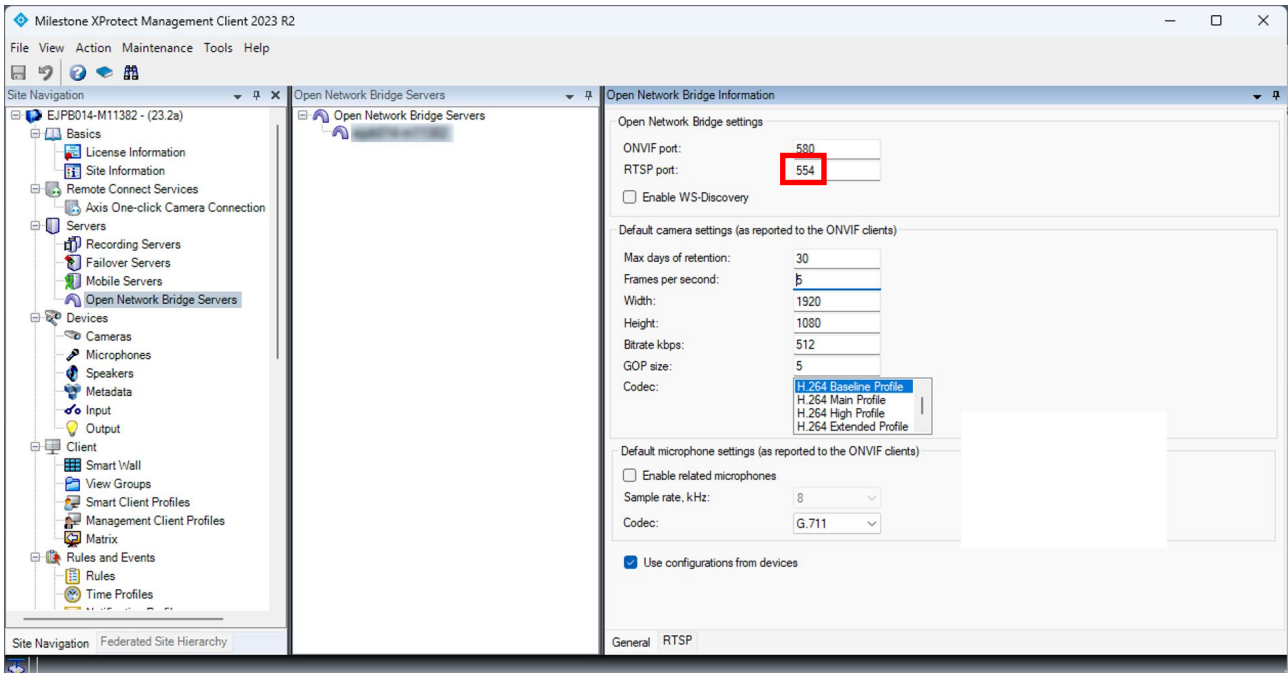 Milestone XProtect Management Client 2023 R2
File View Action Maintenance Tools Help
Site Navigation
EJPB014-M11382 - (23.2a)
Basics
License Information
Site Information
Remote Connect Services
Axis One-click Camera Connection
Servers
Recording Servers
Failover Servers
Mobile Servers
Open Network Bridge Servers
Devices
Cameras
Microphones
Speakers
Metadata
Input
Output
Client
Smart Wall
View Groups
Smart Client Profiles
Management Client Profiles
Matrix
Rules and Events
Rules
Time Profiles
Site Navigation Federated Site Hierarchy
Open Network Bridge Servers
Open Network Bridge Servers
Open Network Bridge Information
Open Network Bridge settings
ONVIF port: 580
RTSP port: 554
Enable WS-Discovery
Default camera settings (as reported to the ONVIF clients)
Max days of retention: 30
Frames per second: 5
Width: 1920
Height: 1080
Bitrate kbps: 512
GOP size: 5
Codec: H.264 Baseline Profile
H.264 Main Profile
H.264 High Profile
H.264 Extended Profile
Default microphone settings (as reported to the ONVIF clients)
Enable related microphones
Sample rate, kHz: 8
Codec: G.711
Use configurations from devices
General RTSP